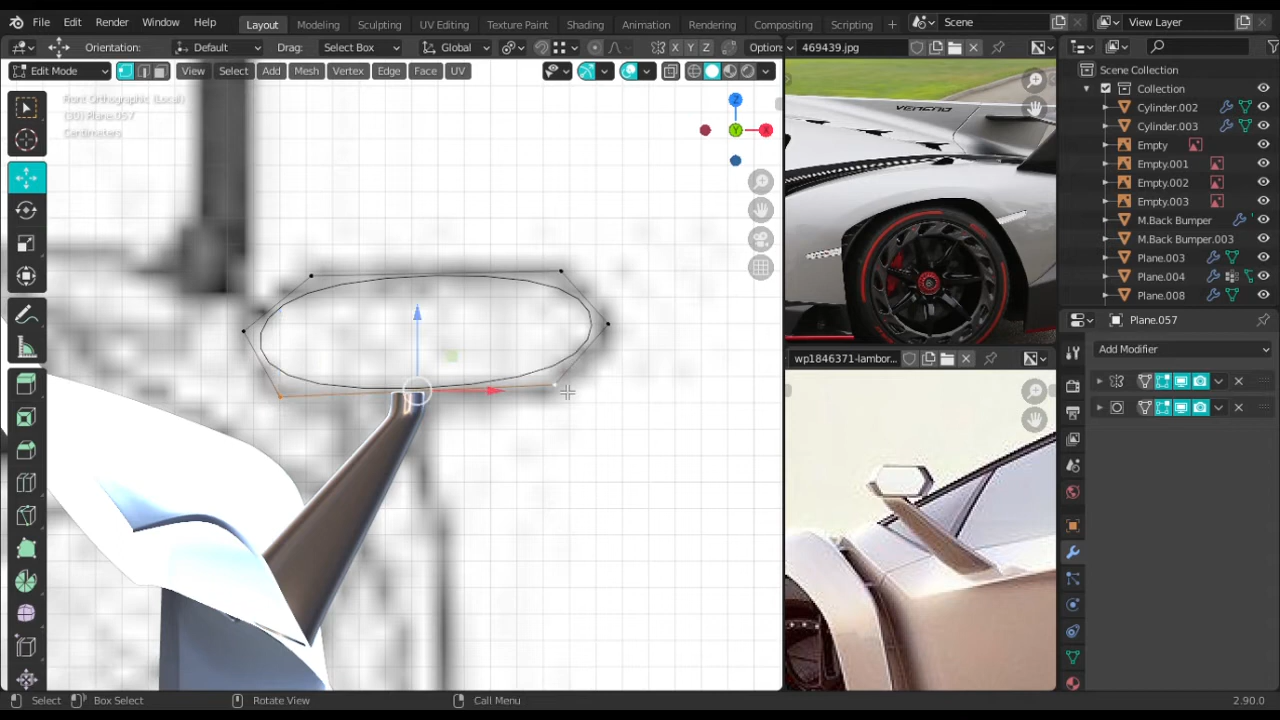 File Edit Render Window Help Layout Modeling Sculpting UV Editing Texture Paint Shading Animation Rendering Compositing Scripting + Scene View Layer
Orientation: Default Drag: Select Box Global X Y Z Options 469439.jpg
Edit Mode View Select Add Mesh Vertex Edge Face UV
Front Orthographic (Local)
(30) Plane.057
Centimeters
Z
Y
X
VENENO
Scene Collection
Collection
Cylinder.002
Cylinder.003
Empty
Empty.001
Empty.002
Empty.003
M.Back Bumper
M.Back Bumper.003
Plane.003
Plane.004
Plane.008
Plane.057
wp1846371-lambor...
Add Modifier
Select Box Select Rotate View Call Menu 2.90.0